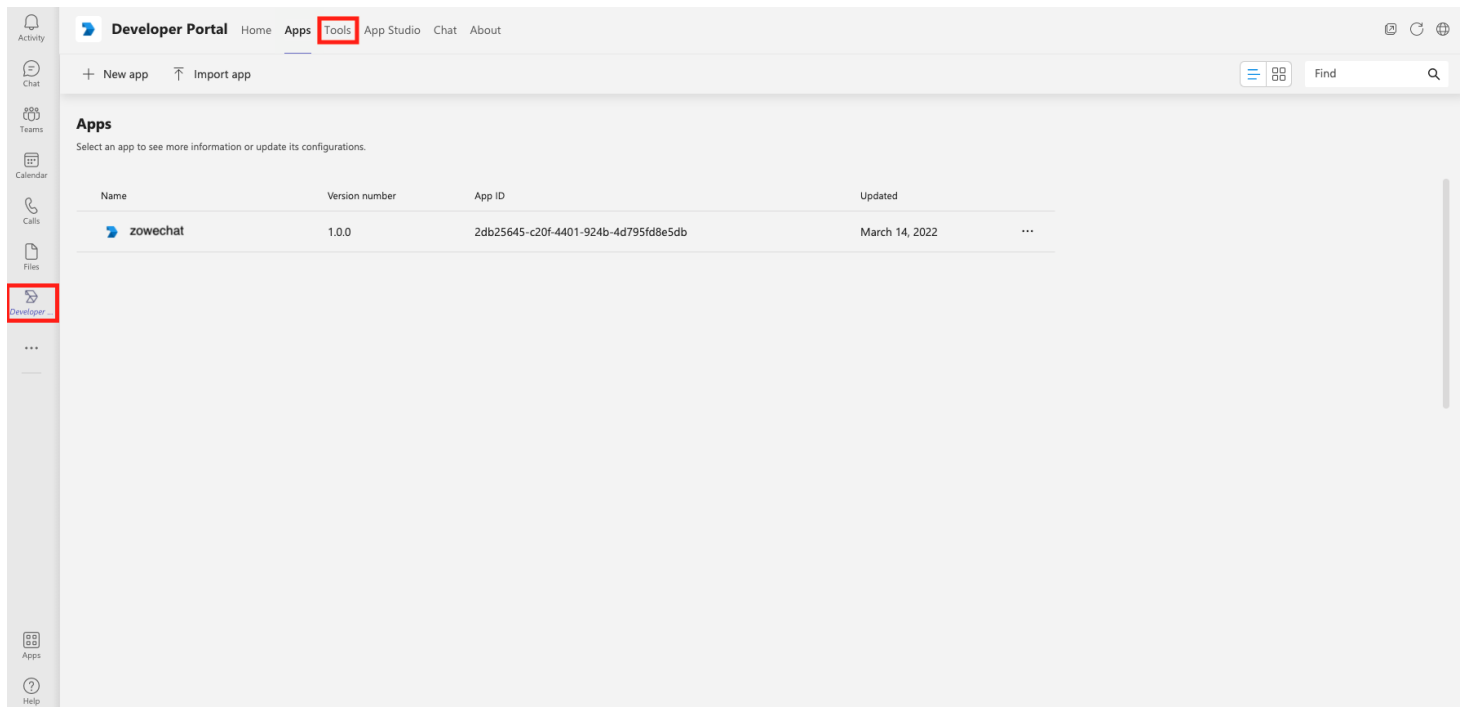 Activity
Chat
Teams
Calendar
Calls
Files
Developer ...
Apps
Help
Developer Portal Home Apps Tools App Studio Chat About
New app Import app
Find
Apps
Select an app to see more information or update its configurations.
Name Version number App ID Updated
zowechat 1.0.0 2db25645-c20f-4401-924b-4d795fd8e5db March 14, 2022